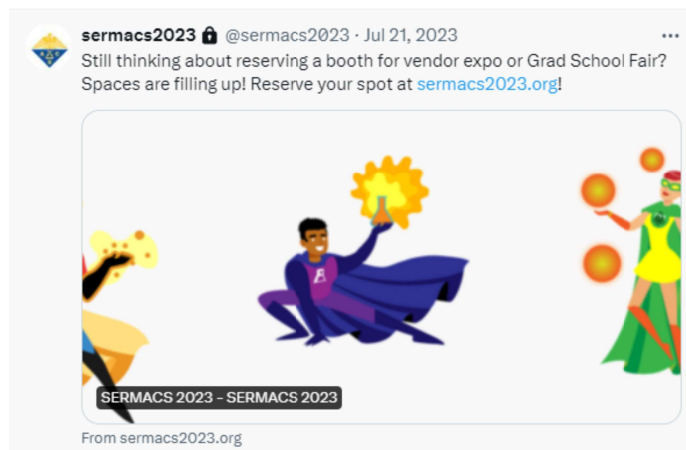 sermacs2023 @sermacs2023 · Jul 21, 2023
Still thinking about reserving a booth for vendor expo or Grad School Fair?
Spaces are filling up! Reserve your spot at sermacs2023.org!
SERMACS 2023 - SERMACS 2023
From sermacs2023.org